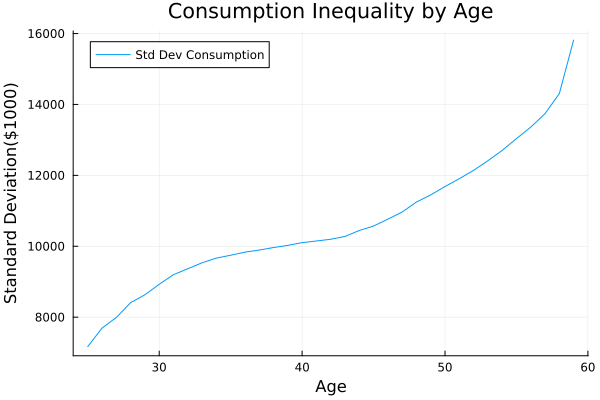 Consumption Inequality by Age
Std Dev Consumption
Standard Deviation($1000)
16000
14000
12000
10000
8000
30
40
50
60
Age